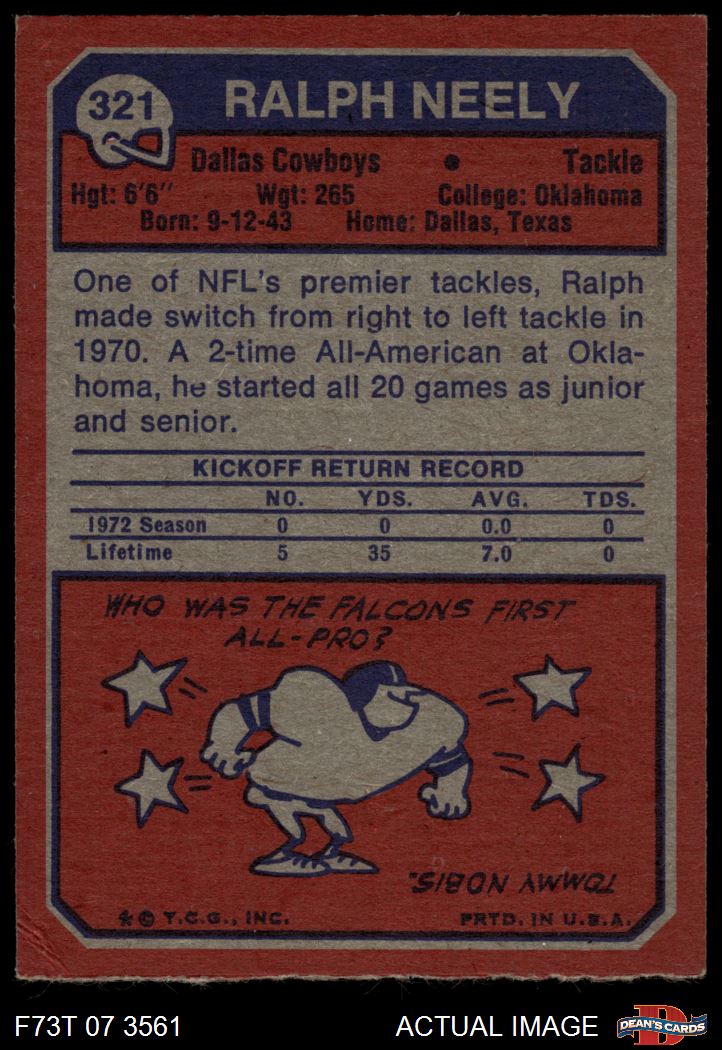 321
RALPH NEELY
Dallas Cowboys • Tackle
Hgt: 6'6" Wgt: 265 College: Oklahoma
Born: 9-12-43 Home: Dallas, Texas
One of NFL's premier tackles, Ralph
made switch from right to left tackle in
1970. A 2-time All-American at Okla-
homa, he started all 20 games as junior
and senior.
KICKOFF RETURN RECORD
NO. YDS. AVG. TDS.
1972 Season 0 0 0.0 0
Lifetime 5 35 7.0 0
WHO WAS THE FALCONS FIRST
ALL-PRO?
TOMMY NOBIS.
* © T.C.G., INC. PRTD. IN U.S.A.
F73T 07 3561 ACTUAL IMAGE D DEAN'S CARDS